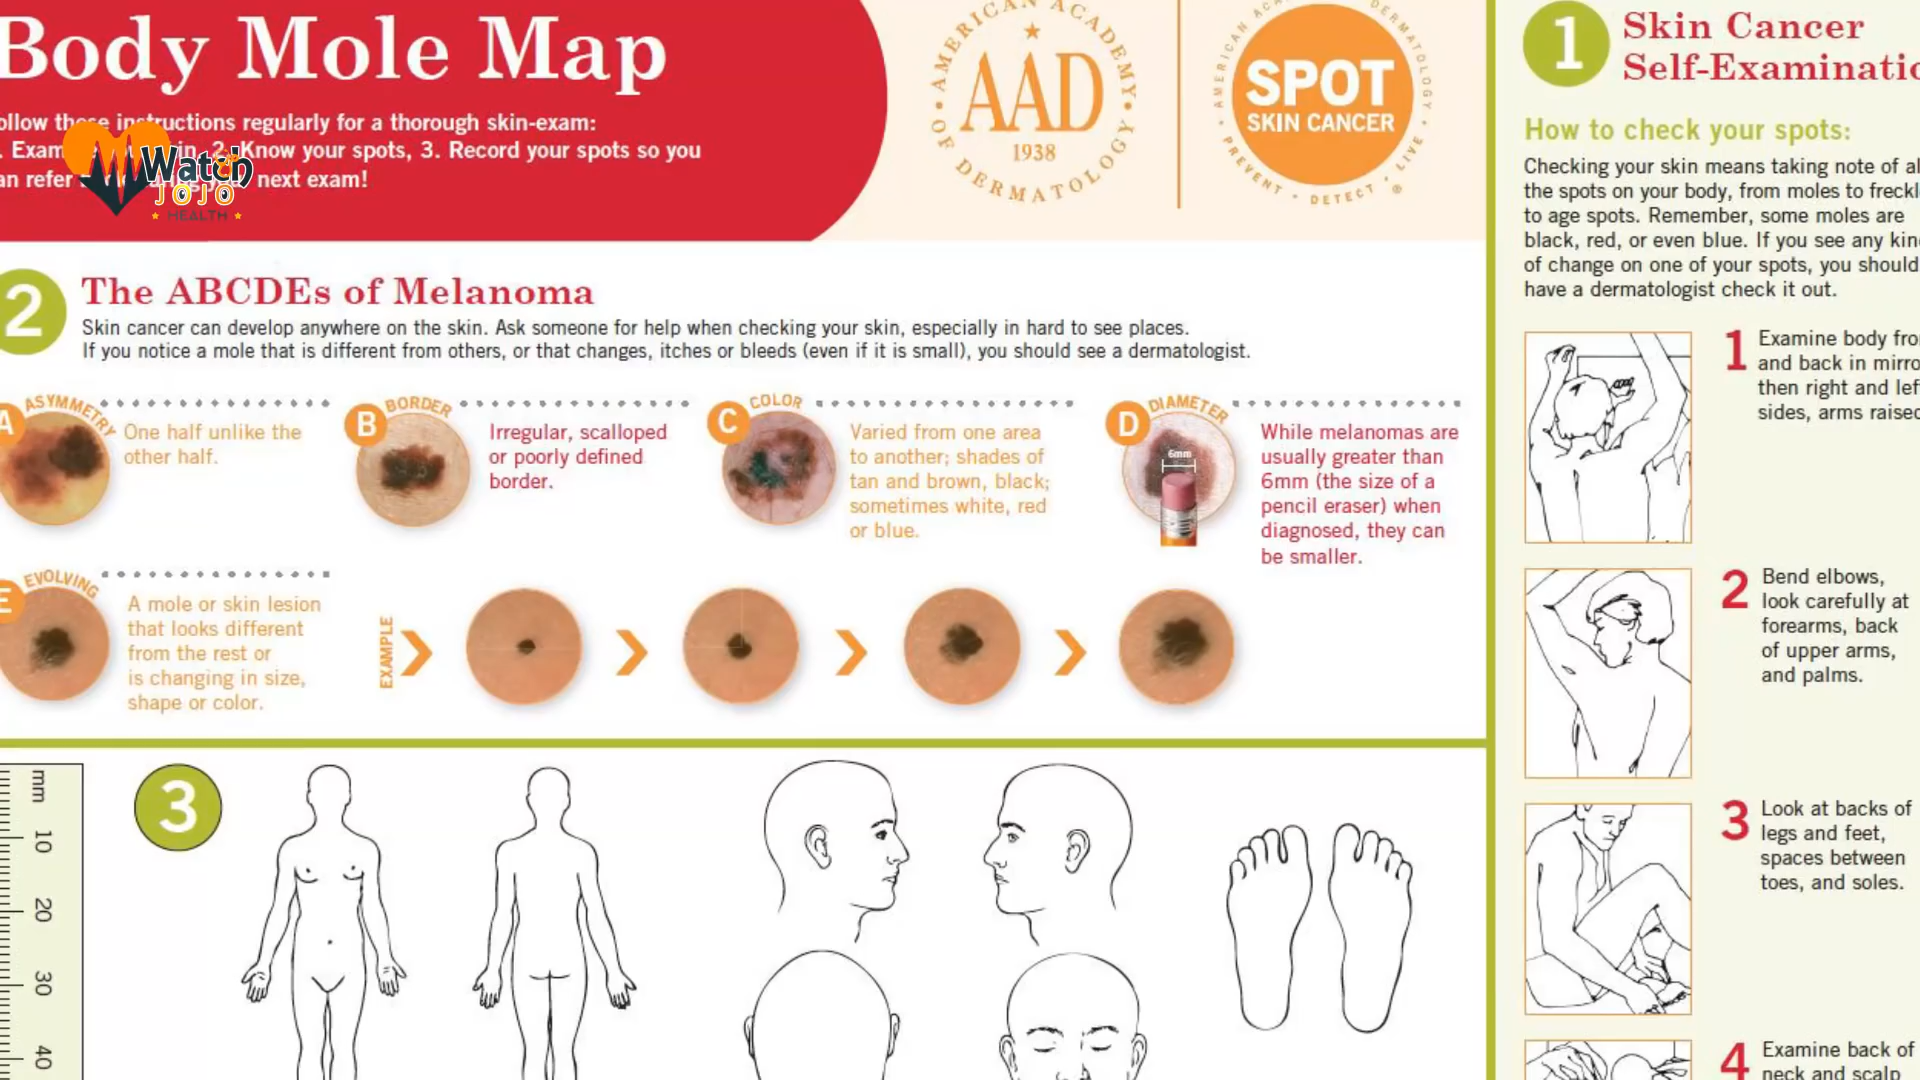 Body Mole Map
ollow these instructions regularly for a thorough skin-exam:
. Exam in, 2. Know your spots, 3. Record your spots so you
an refer next exam!
Watch
JOJO
HEALTH
AMERICAN ACADEMY OF DERMATOLOGY
AAD
1938
AMERICAN ACA DERMATOLOGY
SPOT
SKIN CANCER
PREVENT • DETECT • LIVE
®
2
The ABCDEs of Melanoma
Skin cancer can develop anywhere on the skin. Ask someone for help when checking your skin, especially in hard to see places.
If you notice a mole that is different from others, or that changes, itches or bleeds (even if it is small), you should see a dermatologist.
A ASYMMETRY
One half unlike the
other half.
B BORDER
Irregular, scalloped
or poorly defined
border.
C COLOR
Varied from one area
to another; shades of
tan and brown, black;
sometimes white, red
or blue.
D DIAMETER
6mm
While melanomas are
usually greater than
6mm (the size of a
pencil eraser) when
diagnosed, they can
be smaller.
E EVOLVING
A mole or skin lesion
that looks different
from the rest or
is changing in size,
shape or color.
EXAMPLE
mm
10
20
30
40
3
1
Skin Cancer
Self-Examinatio
How to check your spots:
Checking your skin means taking note of al
the spots on your body, from moles to freckl
to age spots. Remember, some moles are
black, red, or even blue. If you see any kin
of change on one of your spots, you should
have a dermatologist check it out.
1 Examine body fro
and back in mirro
then right and lef
sides, arms raised
2 Bend elbows,
look carefully at
forearms, back
of upper arms,
and palms.
3 Look at backs of
legs and feet,
spaces between
toes, and soles.
4 Examine back of
neck and scalp